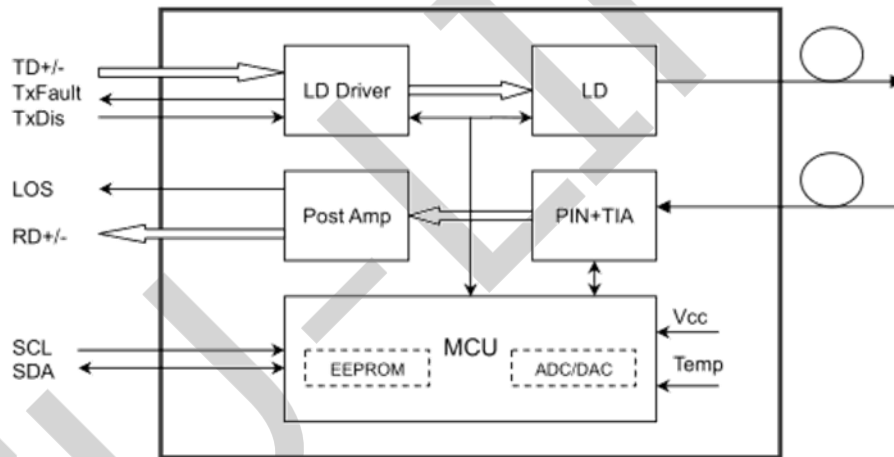 TD+/-
TxFault
TxDis
LD Driver
LD
LOS
RD+/-
Post Amp
PIN+TIA
SCL
SDA
MCU
EEPROM
ADC/DAC
Vcc
Temp